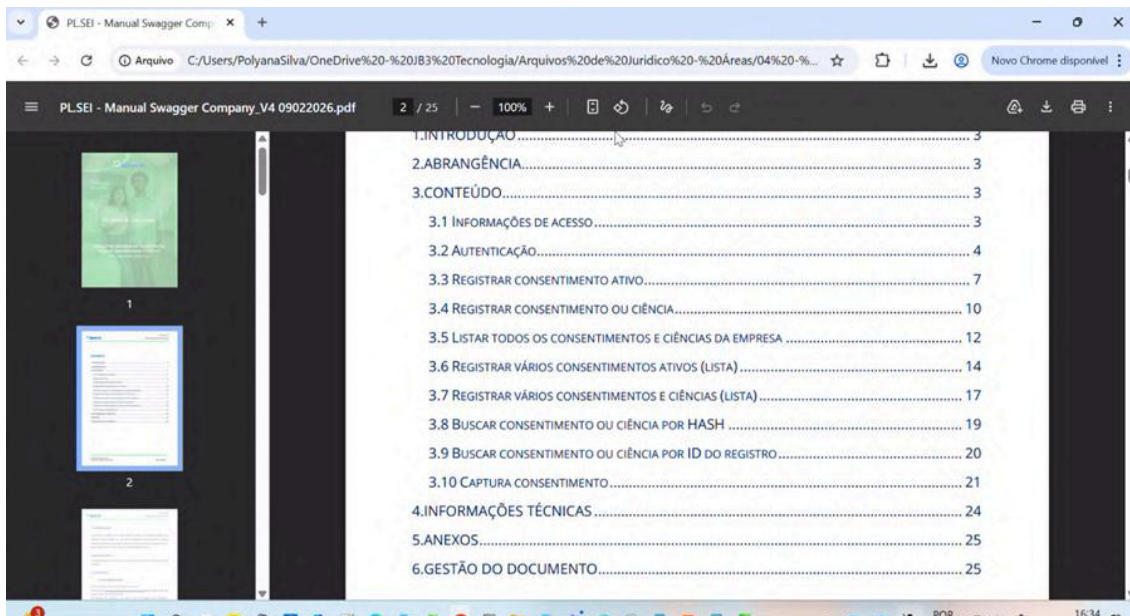 PL.SEI - Manual Swagger Comp
Arquivo C:/Users/PolyanaSilva/OneDrive%20-%20JB3%20Tecnologia/Arquivos%20de%20Juridico%20-%20Áreas/04%20-%... Novo Chrome disponível
PL.SEI - Manual Swagger Company_V4 09022026.pdf 2 / 25 100%
1.INTRODUÇÃO 3
2.ABRANGÊNCIA 3
3.CONTEÚDO 3
3.1 INFORMAÇÕES DE ACESSO 3
3.2 AUTENTICAÇÃO 4
3.3 REGISTRAR CONSENTIMENTO ATIVO 7
3.4 REGISTRAR CONSENTIMENTO OU CIÊNCIA 10
3.5 LISTAR TODOS OS CONSENTIMENTOS E CIÊNCIAS DA EMPRESA 12
3.6 REGISTRAR VÁRIOS CONSENTIMENTOS ATIVOS (LISTA) 14
3.7 REGISTRAR VÁRIOS CONSENTIMENTOS E CIÊNCIAS (LISTA) 17
3.8 BUSCAR CONSENTIMENTO OU CIÊNCIA POR HASH 19
3.9 BUSCAR CONSENTIMENTO OU CIÊNCIA POR ID DO REGISTRO 20
3.10 CAPTURA CONSENTIMENTO 21
4.INFORMAÇÕES TÉCNICAS 24
5.ANEXOS 25
6.GESTÃO DO DOCUMENTO 25
1
2
3
POR
16:34